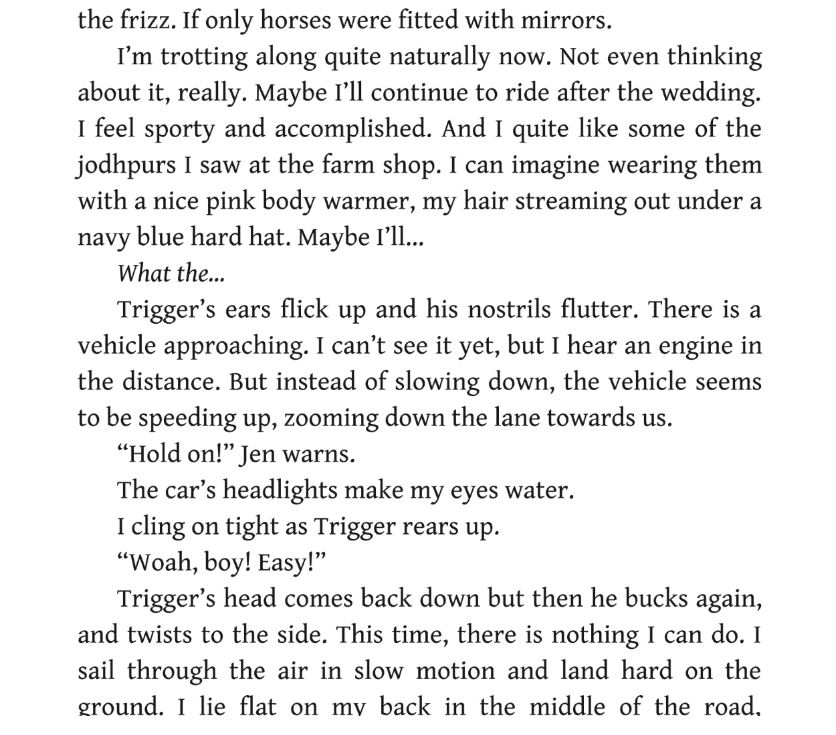 the frizz. If only horses were fitted with mirrors.
I’m trotting along quite naturally now. Not even thinking
about it, really. Maybe I’ll continue to ride after the wedding.
I feel sporty and accomplished. And I quite like some of the
jodhpurs I saw at the farm shop. I can imagine wearing them
with a nice pink body warmer, my hair streaming out under a
navy blue hard hat. Maybe I’ll...
What the...
Trigger’s ears flick up and his nostrils flutter. There is a
vehicle approaching. I can’t see it yet, but I hear an engine in
the distance. But instead of slowing down, the vehicle seems
to be speeding up, zooming down the lane towards us.
“Hold on!” Jen warns.
The car’s headlights make my eyes water.
I cling on tight as Trigger rears up.
“Woah, boy! Easy!”
Trigger’s head comes back down but then he bucks again,
and twists to the side. This time, there is nothing I can do. I
sail through the air in slow motion and land hard on the
ground. I lie flat on my back in the middle of the road,